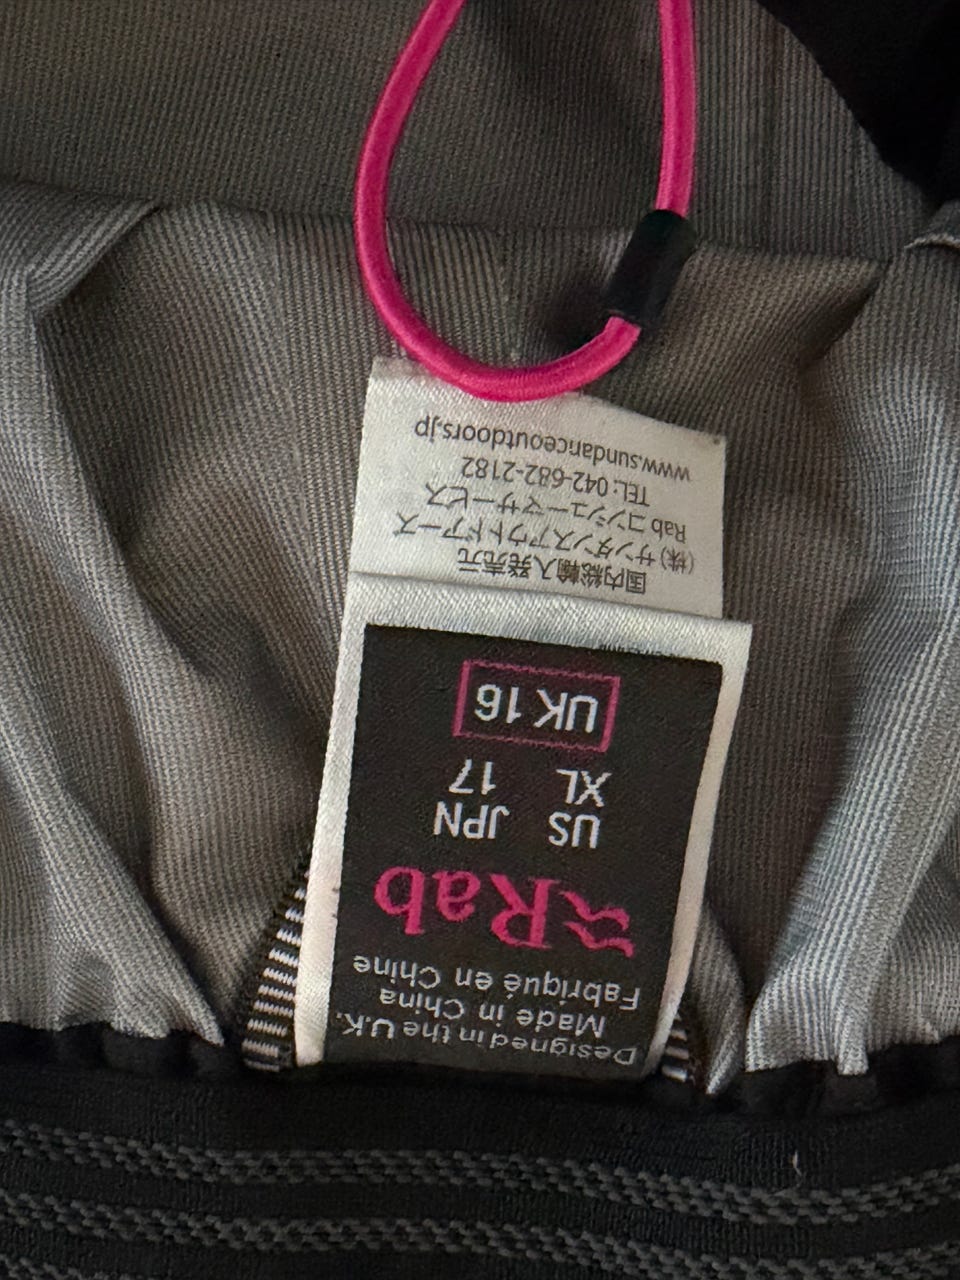 Designed in the U.K.
Made in China
Fabriqué en Chine
Rab
US JPN
XL 17
UK 16
国内総輸入発売元
(株)サンダンスアウトドアーズ
Rab コンシューマサービス
TEL: 042-682-2182
www.sundanceoutdoors.jp